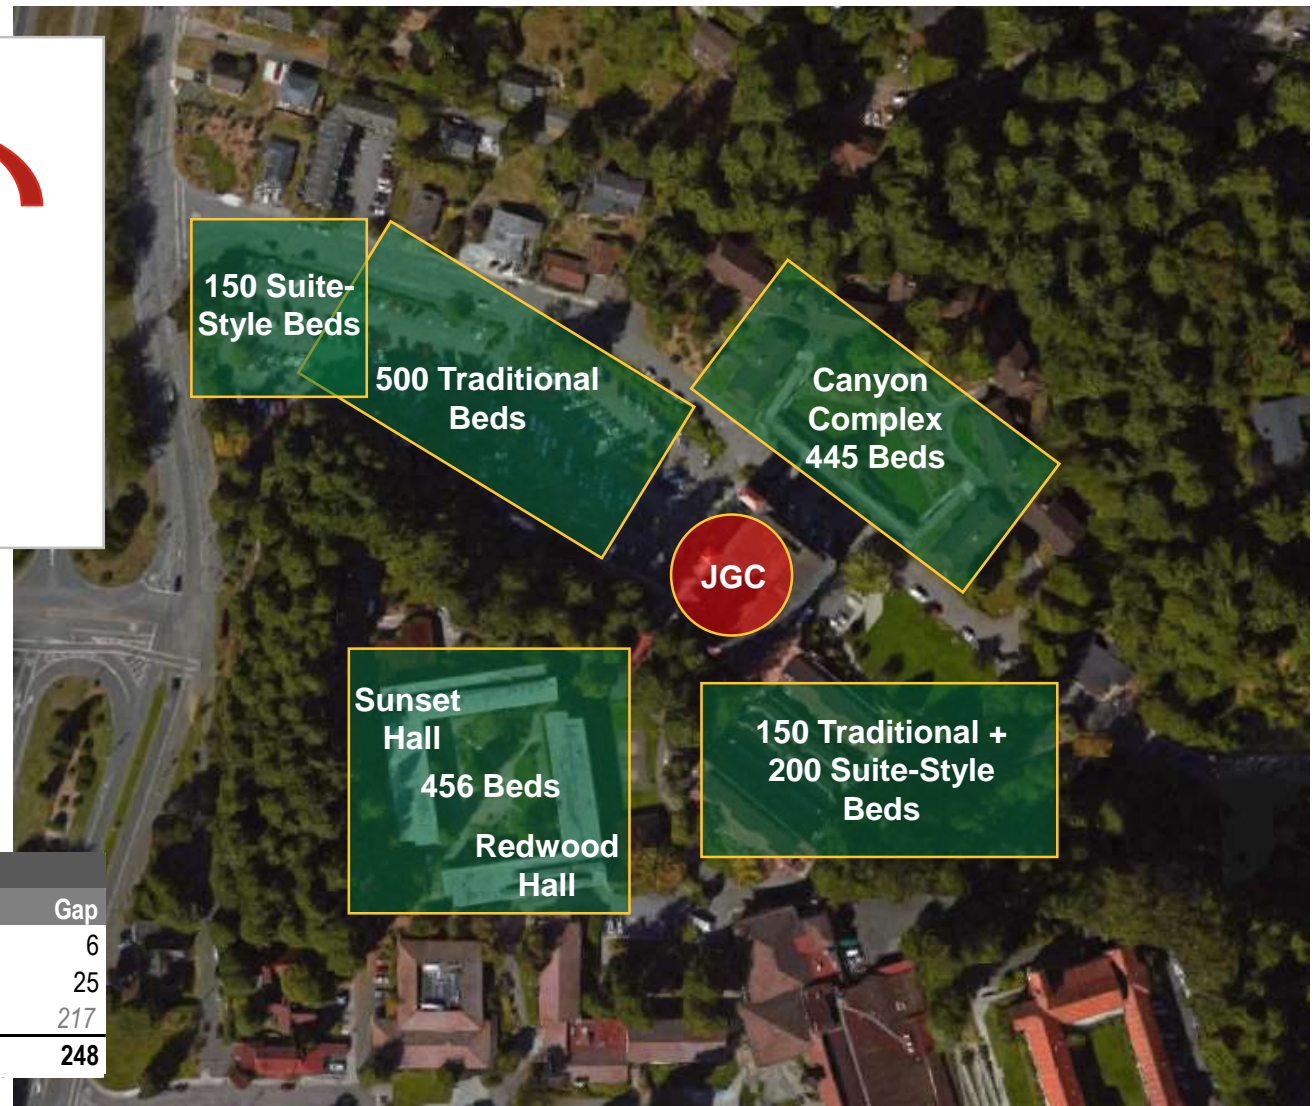 150 Suite-
Style Beds
500 Traditional
Beds
Canyon
Complex
445 Beds
JGC
Sunset
Hall
456 Beds
Redwood
Hall
150 Traditional +
200 Suite-Style
Beds
Gap
6
25
217
248